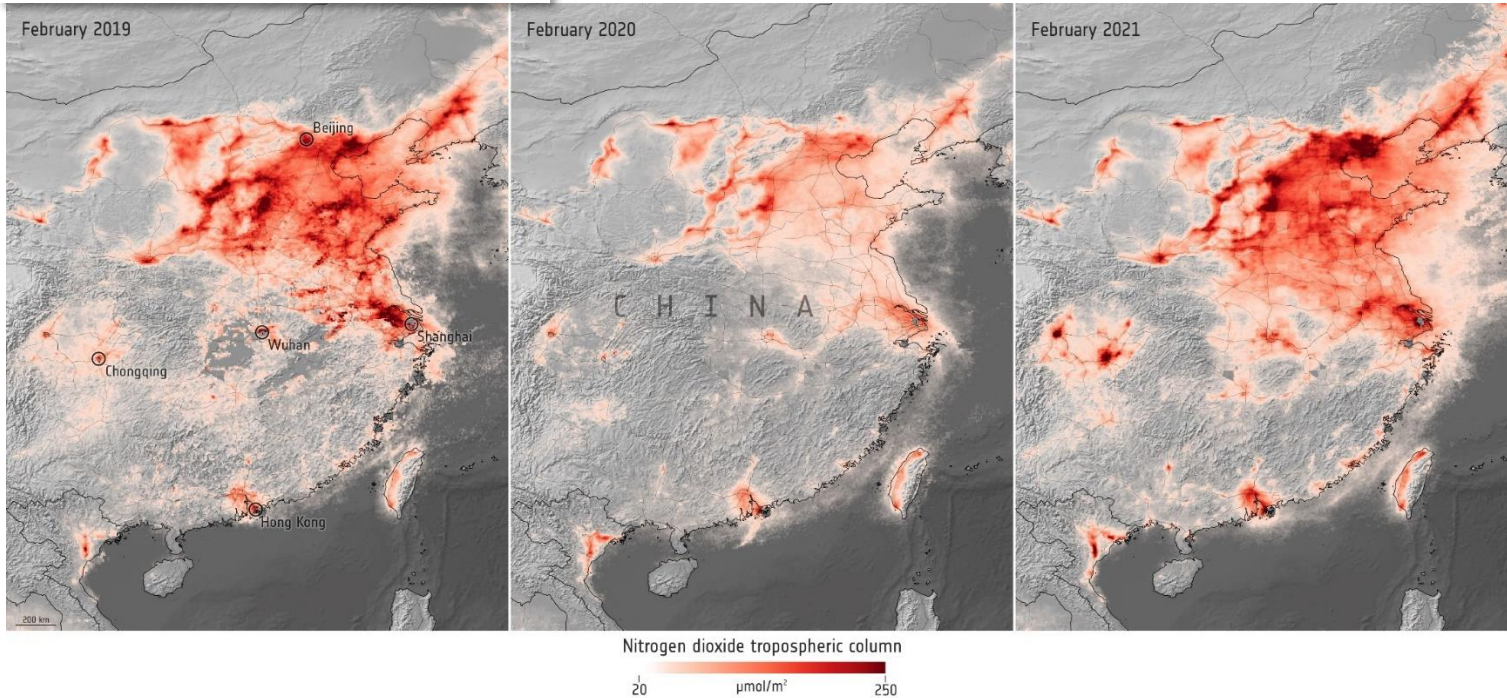 February 2019
February 2020
February 2021
Beijing
CHINA
Shanghai
Wuhan
Chongqing
Hong Kong
200 km
Nitrogen dioxide tropospheric column
20 µmol/m² 250